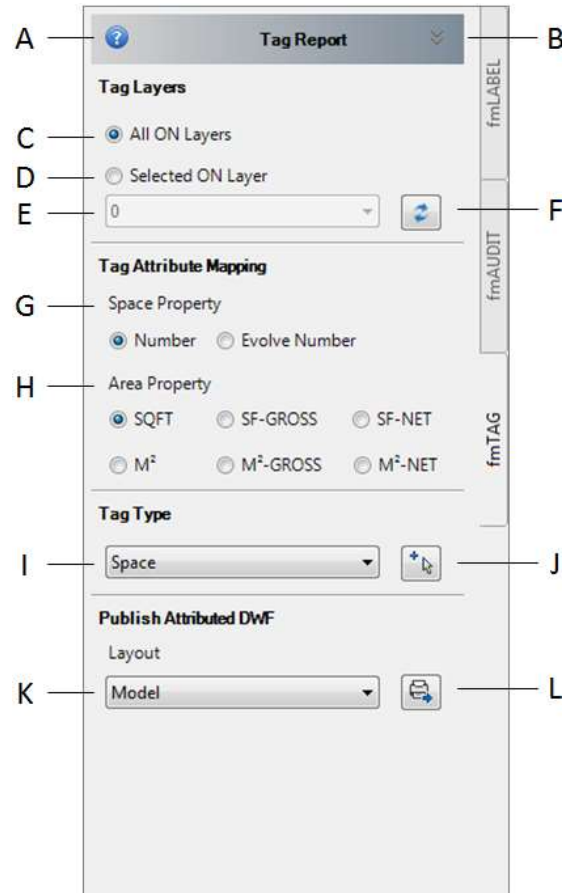 A ? Tag Report B
Tag Layers
C All ON Layers
D Selected ON Layer
E 0 F
Tag Attribute Mapping
G Space Property
Number Evolve Number
H Area Property
SQFT SF-GROSS SF-NET
M² M²-GROSS M²-NET
Tag Type
I Space J
Publish Attributed DWF
Layout
K Model L
fmLABEL
fmAUDIT
fmTAG